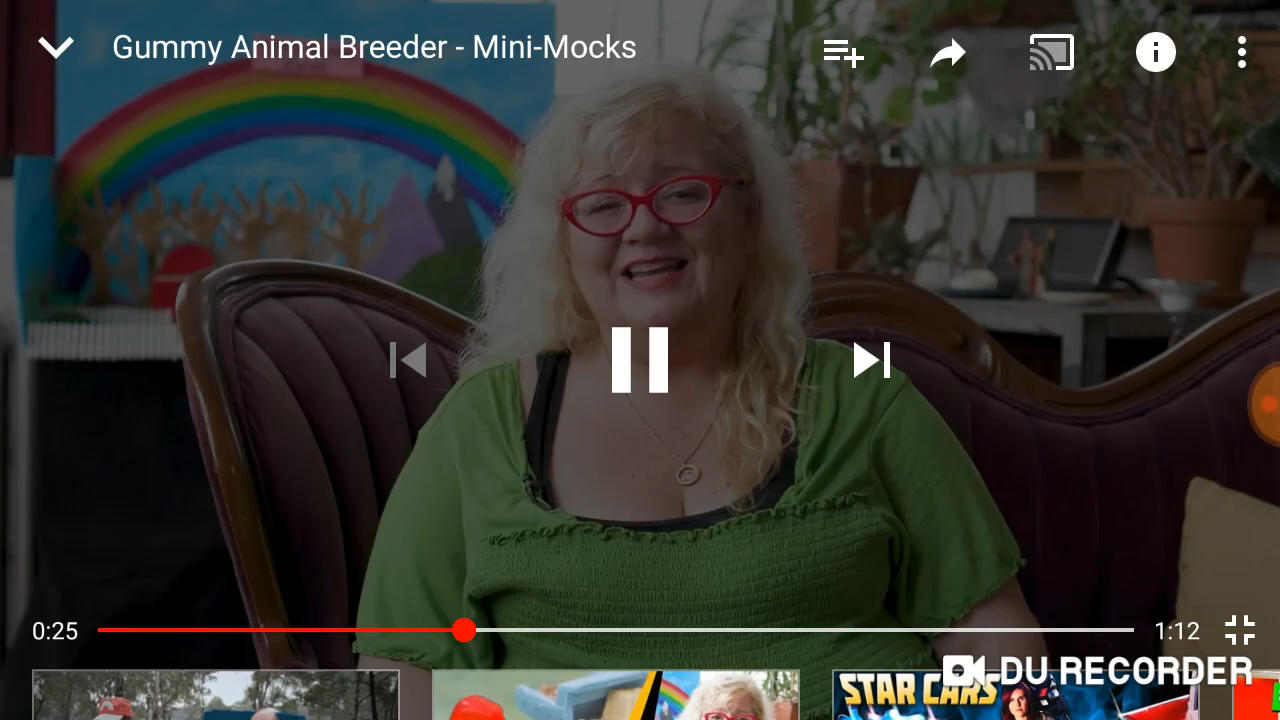 Gummy Animal Breeder - Mini-Mocks
0:25
1:12
DU RECORDER
STAR CARS